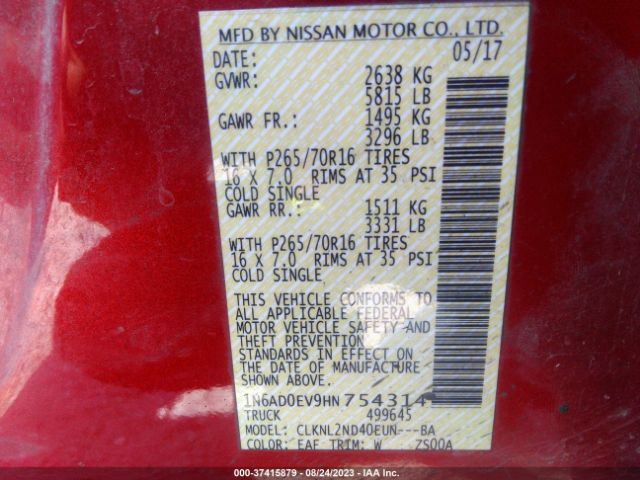 MFD BY NISSAN MOTOR CO., LTD.
DATE: 05/17
GVWR: 2638 KG
5815 LB
GAWR FR.: 1495 KG
3296 LB
WITH P265/70R16 TIRES
16 X 7.0 RIMS AT 35 PSI
COLD SINGLE
GAWR RR.: 1511 KG
3331 LB
WITH P265/70R16 TIRES
16 X 7.0 RIMS AT 35 PSI
COLD SINGLE
THIS VEHICLE CONFORMS TO
ALL APPLICABLE FEDERAL
MOTOR VEHICLE SAFETY AND
THEFT PREVENTION
STANDARDS IN EFFECT ON
THE DATE OF MANUFACTURE
SHOWN ABOVE.
1N6AD0EV9HN 754314
TRUCK 499645
MODEL: CLKNL2ND40EUN---BA
COLOR: EAF TRIM: W ZS00A
000-37415879 - 08/24/2023 - IAA Inc.